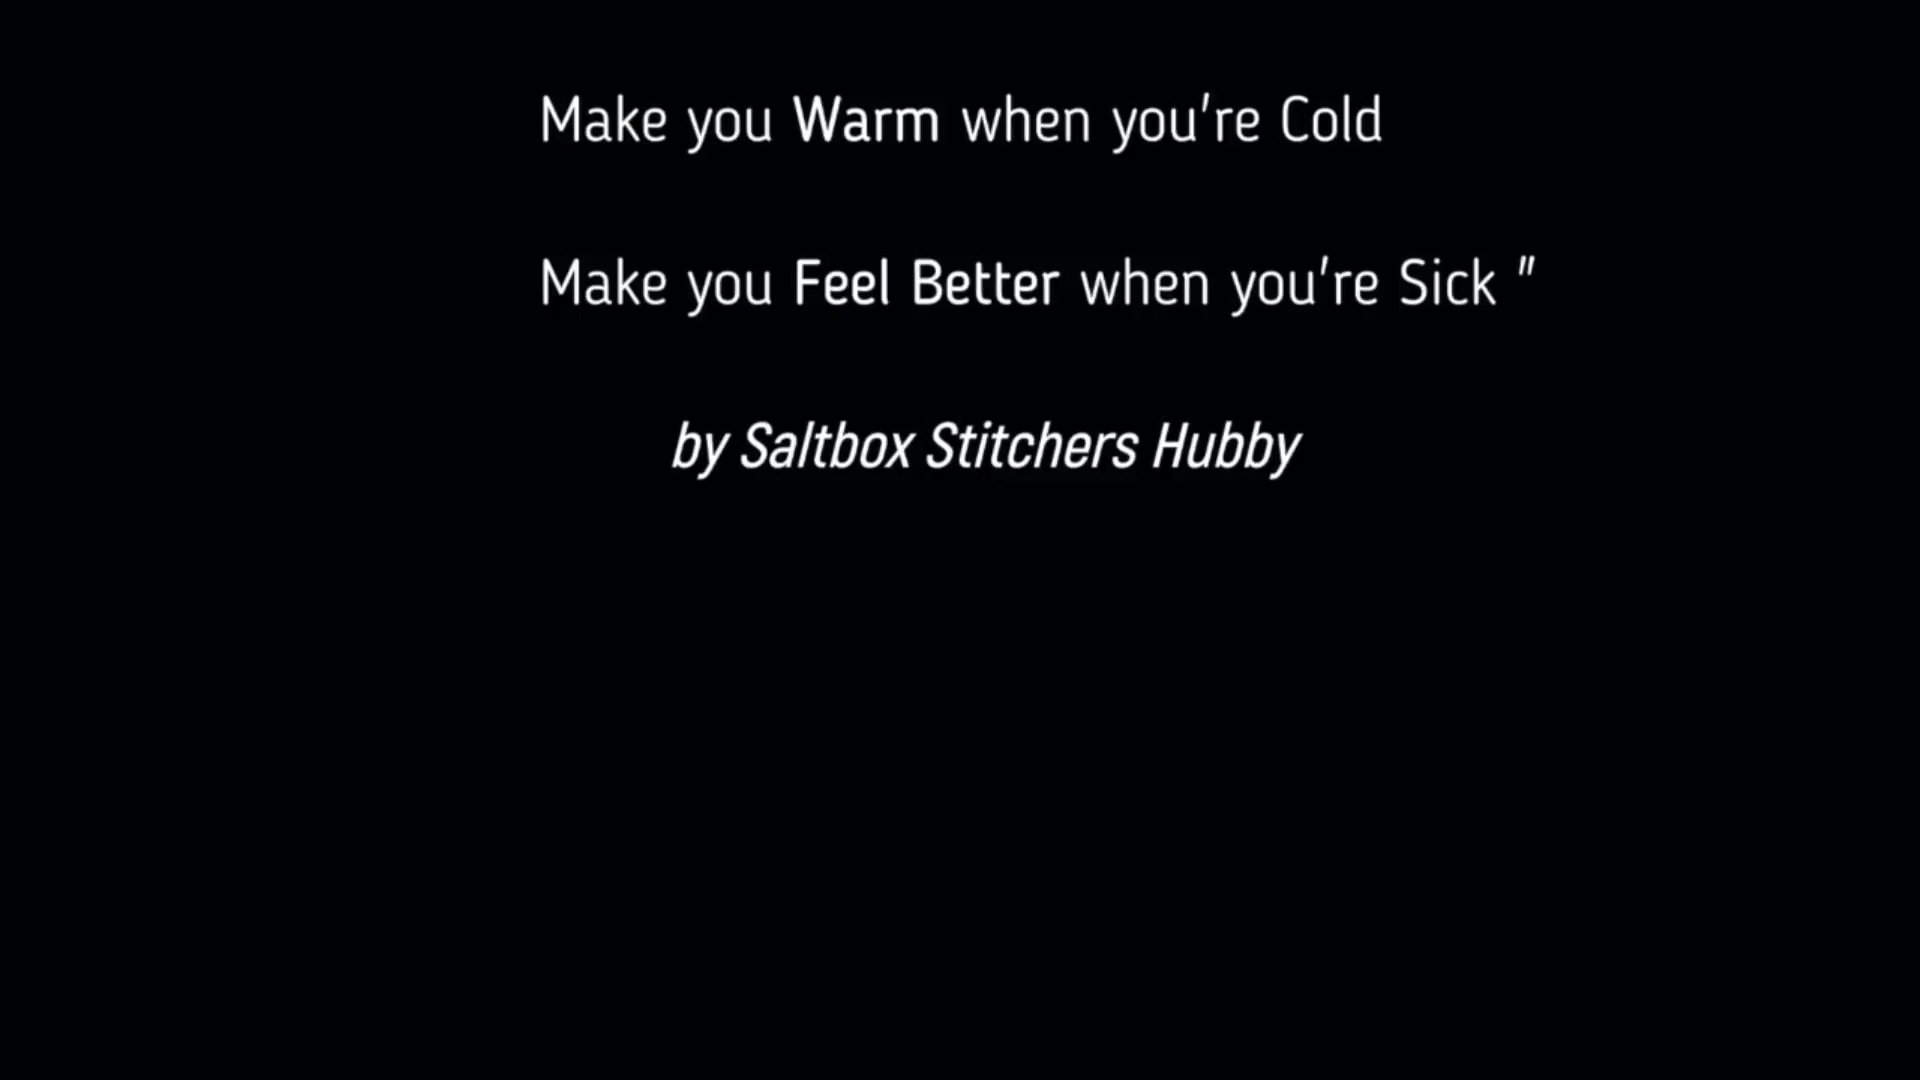 Make you Warm when you're Cold
Make you Feel Better when you're Sick "
by Saltbox Stitchers Hubby